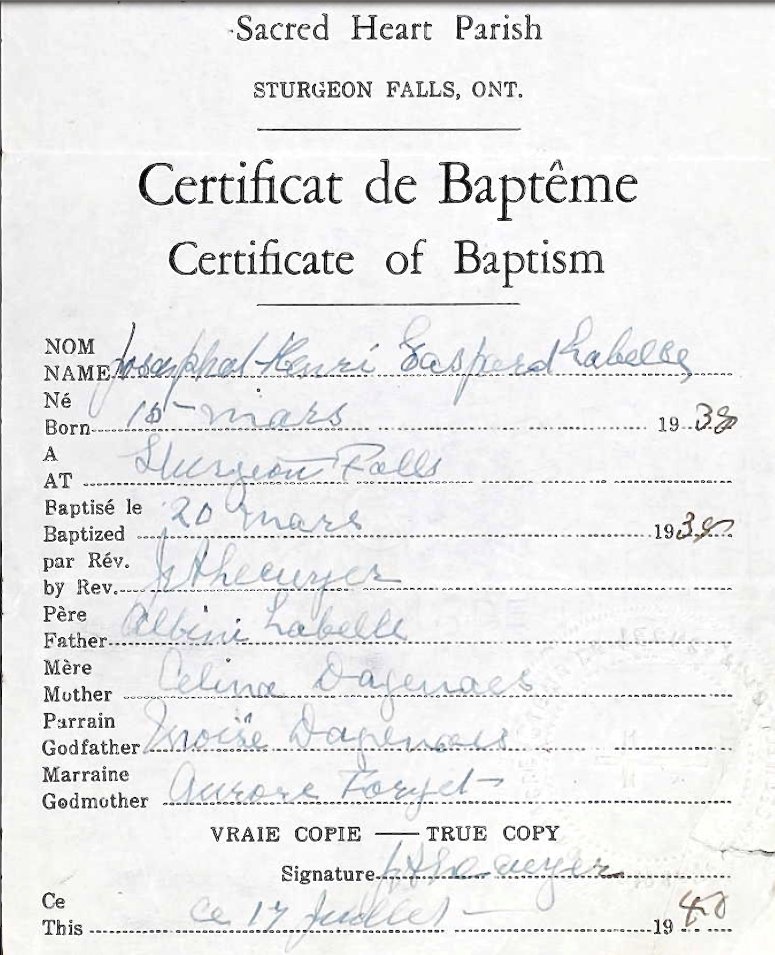 Sacred Heart Parish
STURGEON FALLS, ONT.
Certificat de Baptême
Certificate of Baptism
NOM
NAME Josaphat Henri Gaspard Labelle
Né
Born 15 mars 1938
A
AT Sturgeon Falls
Baptisé le 20 mars
Baptized 1938
par Rév.
by Rev.
Père
Father Albini Labelle
Mère
Mother Celina Dagenais
Parrain
Godfather Moïse Dagenais
Marraine
Godmother Aurore Forget
VRAIE COPIE — TRUE COPY
Signature
Ce
This ce 17 Juillet 1940